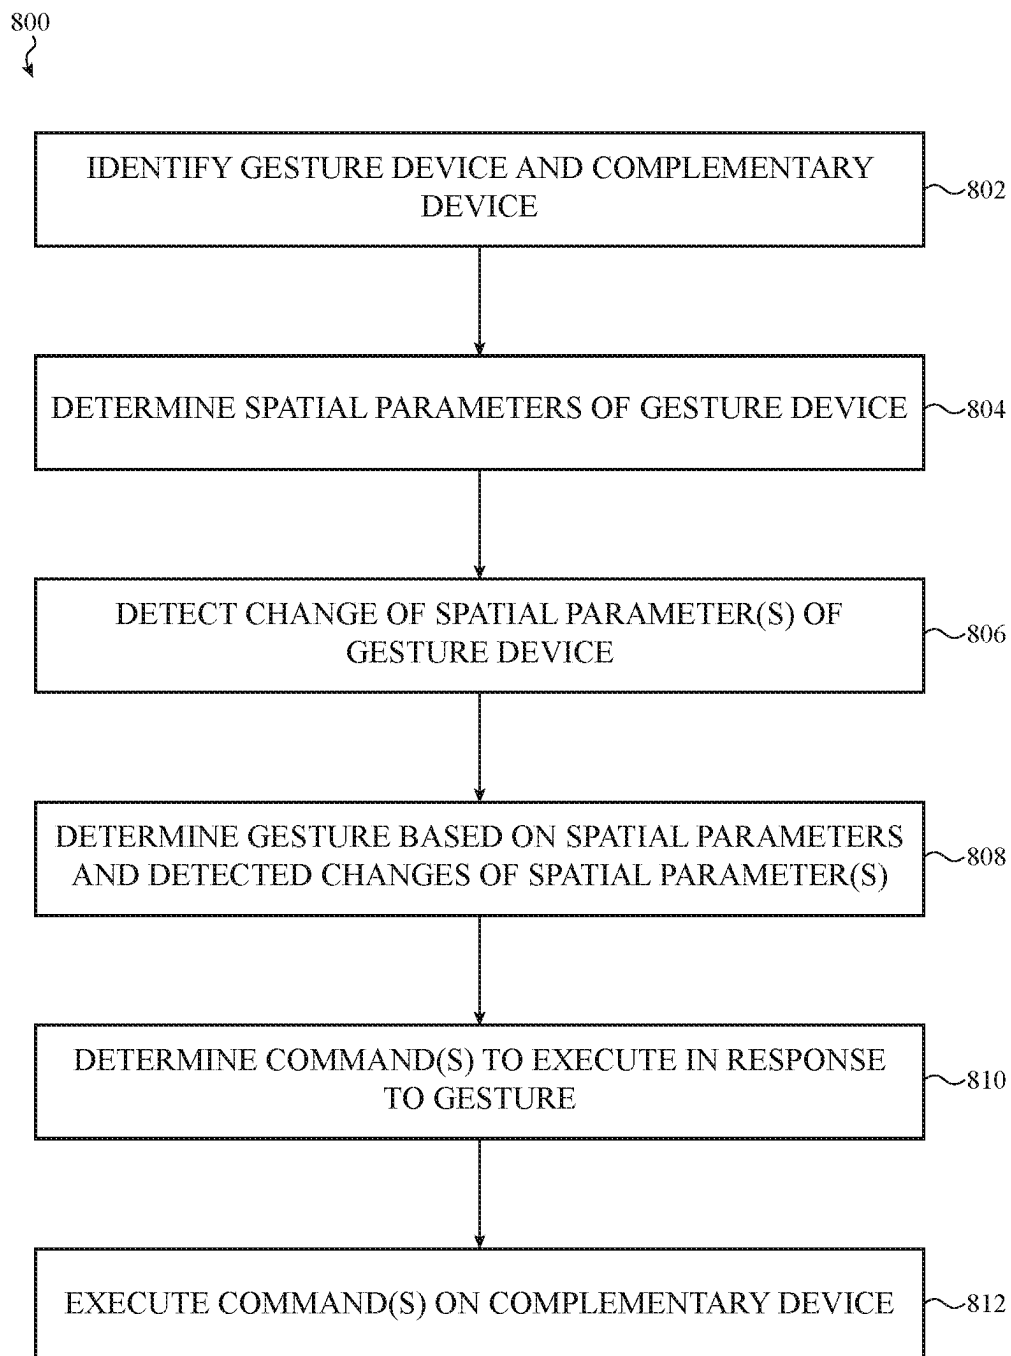 800
IDENTIFY GESTURE DEVICE AND COMPLEMENTARY
DEVICE
802
DETERMINE SPATIAL PARAMETERS OF GESTURE DEVICE
804
DETECT CHANGE OF SPATIAL PARAMETER(S) OF
GESTURE DEVICE
806
DETERMINE GESTURE BASED ON SPATIAL PARAMETERS
AND DETECTED CHANGES OF SPATIAL PARAMETER(S)
808
DETERMINE COMMAND(S) TO EXECUTE IN RESPONSE
TO GESTURE
810
EXECUTE COMMAND(S) ON COMPLEMENTARY DEVICE
812